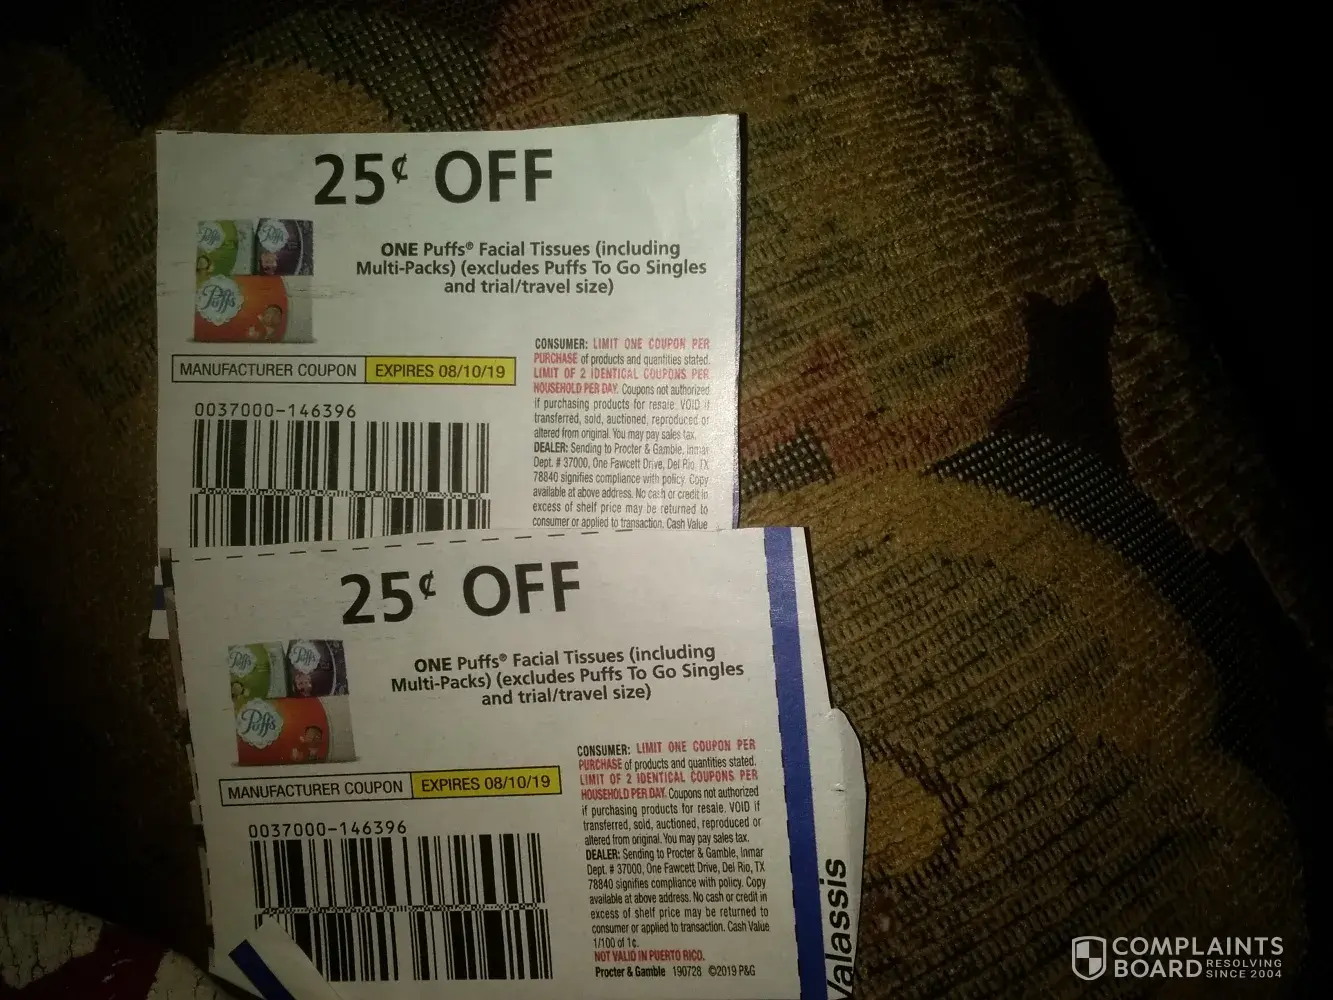 25¢ OFF
Puffs
Puffs
Puffs
ONE Puffs® Facial Tissues (including
Multi-Packs) (excludes Puffs To Go Singles
and trial/travel size)
MANUFACTURER COUPON EXPIRES 08/10/19
0037000-146396
CONSUMER: LIMIT ONE COUPON PER
PURCHASE of products and quantities stated.
LIMIT OF 2 IDENTICAL COUPONS PER
HOUSEHOLD PER DAY. Coupons not authorized
if purchasing products for resale. VOID if
transferred, sold, auctioned, reproduced or
altered from original. You may pay sales tax.
DEALER: Sending to Procter & Gamble, Inmar
Dept. # 37000, One Fawcett Drive, Del Rio, TX
78840 signifies compliance with policy. Copy
available at above address. No cash or credit in
excess of shelf price may be returned to
consumer or applied to transaction. Cash Value
25¢ OFF
Puffs
Puffs
Puffs
ONE Puffs® Facial Tissues (including
Multi-Packs) (excludes Puffs To Go Singles
and trial/travel size)
MANUFACTURER COUPON EXPIRES 08/10/19
0037000-146396
CONSUMER: LIMIT ONE COUPON PER
PURCHASE of products and quantities stated.
LIMIT OF 2 IDENTICAL COUPONS PER
HOUSEHOLD PER DAY. Coupons not authorized
if purchasing products for resale. VOID if
transferred, sold, auctioned, reproduced or
altered from original. You may pay sales tax.
DEALER: Sending to Procter & Gamble, Inmar
Dept. # 37000, One Fawcett Drive, Del Rio, TX
78840 signifies compliance with policy. Copy
available at above address. No cash or credit in
excess of shelf price may be returned to
consumer or applied to transaction. Cash Value
1/100 of 1¢.
NOT VALID IN PUERTO RICO.
Procter & Gamble 190728 ©2019 P&G
Valassis
COMPLAINTS
BOARD RESOLVING
SINCE 2004